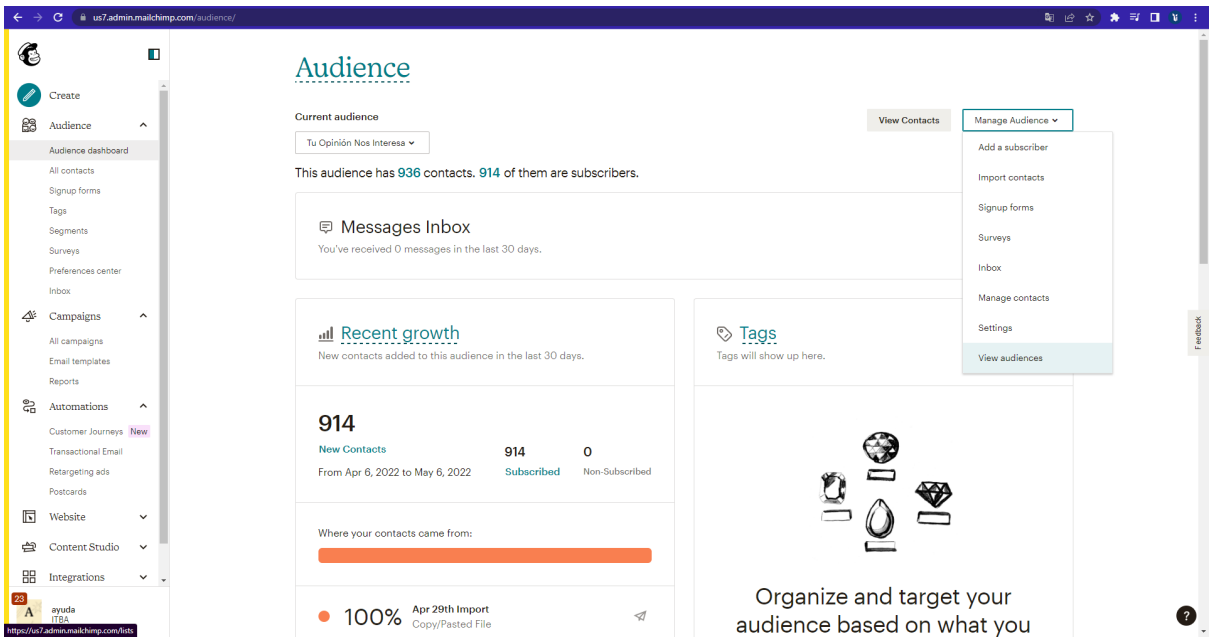 us7.admin.mailchimp.com/audience/
Create
Audience
Audience dashboard
All contacts
Signup forms
Tags
Segments
Surveys
Preferences center
Inbox
Campaigns
All campaigns
Email templates
Reports
Automations
Customer Journeys New
Transactional Email
Retargeting ads
Postcards
Website
Content Studio
Integrations
23
A
ayuda
ITBA
https://us7.admin.mailchimp.com/lists
Audience
Current audience
Tu Opinión Nos Interesa
View Contacts
Manage Audience
Add a subscriber
Import contacts
Signup forms
Surveys
Inbox
Manage contacts
Settings
View audiences
This audience has 936 contacts. 914 of them are subscribers.
Messages Inbox
You've received 0 messages in the last 30 days.
Recent growth
New contacts added to this audience in the last 30 days.
914
New Contacts
From Apr 6, 2022 to May 6, 2022
914
Subscribed
0
Non-Subscribed
Where your contacts came from:
100%
Apr 29th Import
Copy/Pasted File
Tags
Tags will show up here.
Organize and target your
audience based on what you
Feedback
?